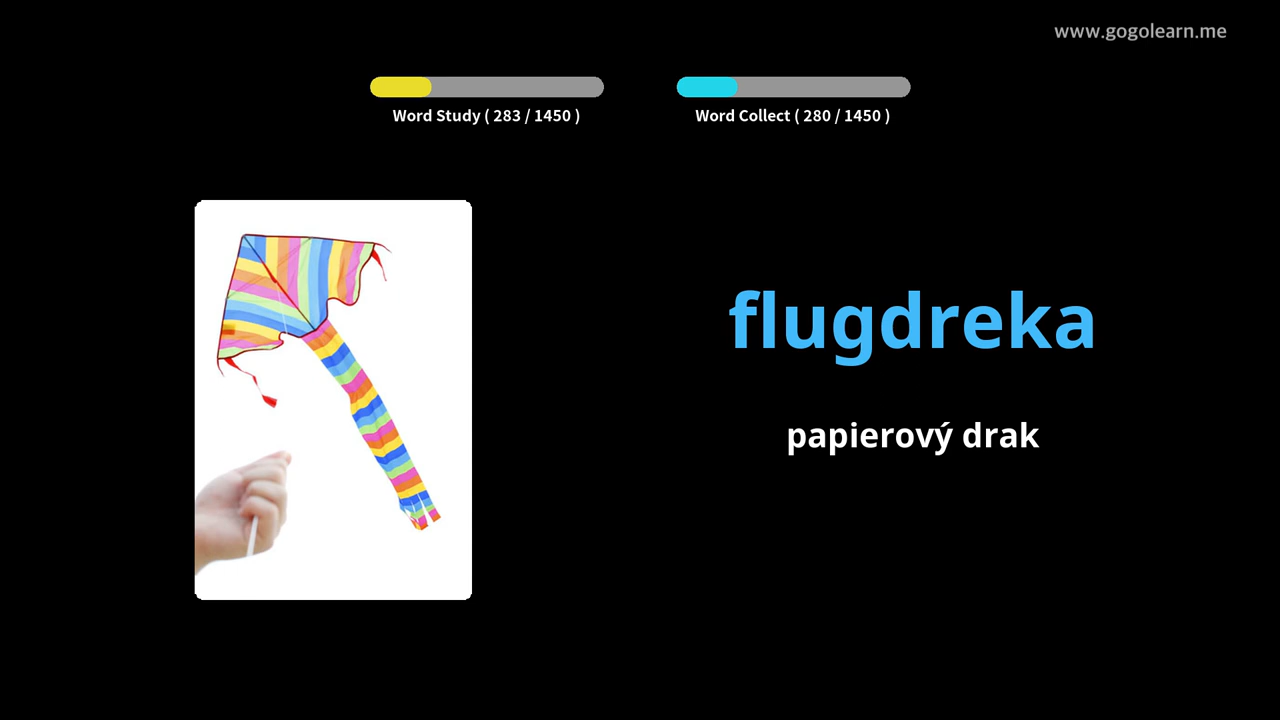 www.gogolearn.me
Word Study ( 283 / 1450 )
Word Collect ( 280 / 1450 )
flugdreka
papierový drak